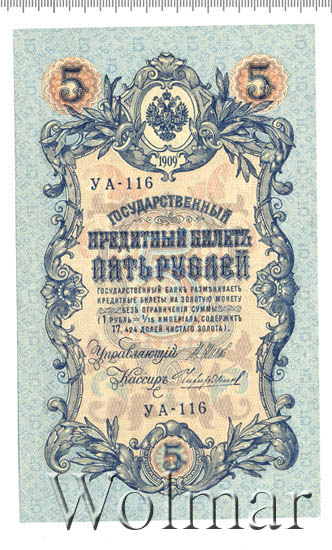 5 5
1909
УА-116
ГОСУДАРСТВЕННЫЙ
КРЕДИТНЫЙ БИЛЕТЪ
ПЯТЬ РУБЛЕЙ
ГОСУДАРСТВЕННЫЙ БАНКЪ РАЗМѢНИВАЕТЪ
КРЕДИТНЫЕ БИЛЕТЫ НА ЗОЛОТУЮ МОНЕТУ
БЕЗЪ ОГРАНИЧЕНІЯ СУММЫ
(1 РУБЛЬ = 1/15 ИМПЕРІАЛА, СОДЕРЖИТЪ
17,424 ДОЛЕЙ ЧИСТАГО ЗОЛОТА).
Управляющій
Кассиръ
УА-116
5
Wolmar